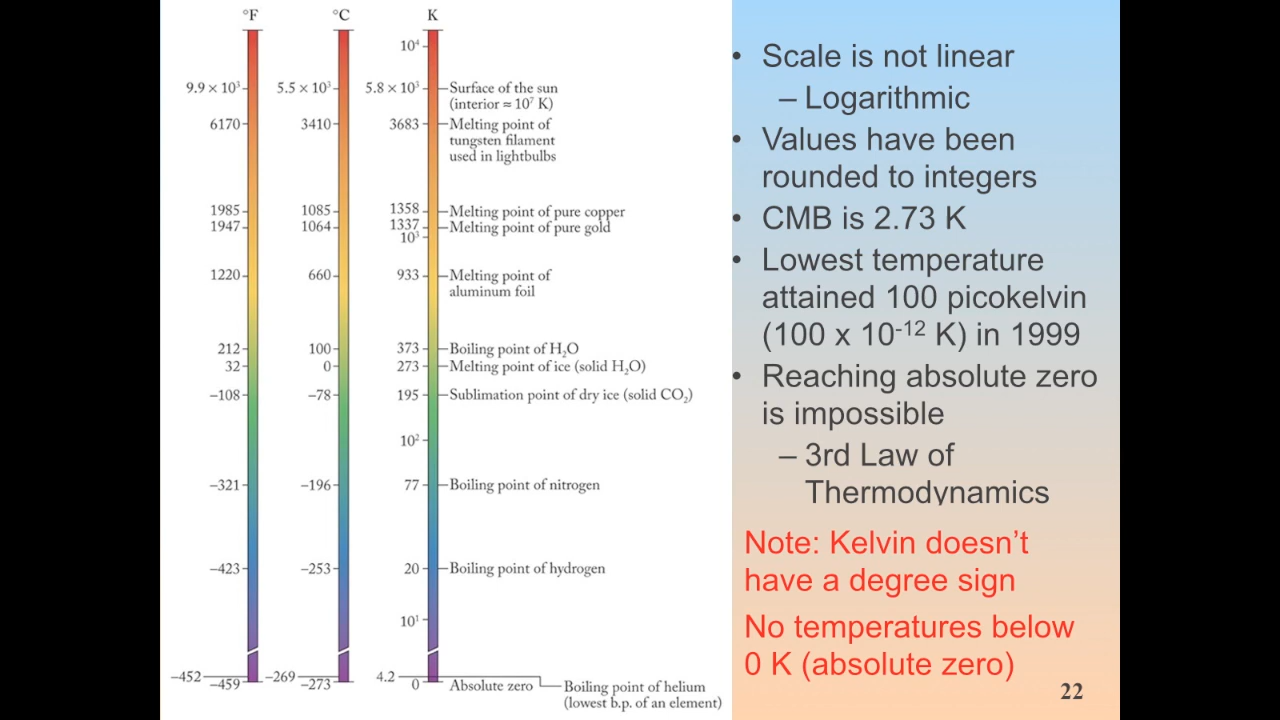 °F °C K
10⁴
9.9 × 10³ 5.5 × 10³ 5.8 × 10³ Surface of the sun
(interior ≈ 10⁷ K)
6170 3410 3683 Melting point of
tungsten filament
used in lightbulbs
1985 1085 1358 Melting point of pure copper
1947 1064 1337 Melting point of pure gold
10³
1220 660 933 Melting point of
aluminum foil
212 100 373 Boiling point of H₂O
32 0 273 Melting point of ice (solid H₂O)
–108 –78 195 Sublimation point of dry ice (solid CO₂)
10²
–321 –196 77 Boiling point of nitrogen
–423 –253 20 Boiling point of hydrogen
10¹
–452 –269 4.2
–459 –273 0 Absolute zero Boiling point of helium
(lowest b.p. of an element)
• Scale is not linear
– Logarithmic
• Values have been
rounded to integers
• CMB is 2.73 K
• Lowest temperature
attained 100 picokelvin
(100 x 10⁻¹² K) in 1999
• Reaching absolute zero
is impossible
– 3rd Law of
Thermodynamics
Note: Kelvin doesn’t
have a degree sign
No temperatures below
0 K (absolute zero)
22